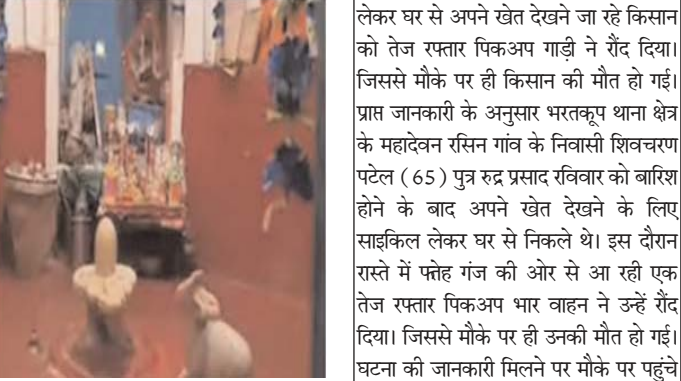 लेकर घर से अपने खेत देखने जा रहे किसान
को तेज रफ्तार पिकअप गाड़ी ने रौंद दिया।
जिससे मौके पर ही किसान की मौत हो गई।
प्राप्त जानकारी के अनुसार भरतकूप थाना क्षेत्र
के महादेवन रसिन गांव के निवासी शिवचरण
पटेल (65) पुत्र रुद्र प्रसाद रविवार को बारिश
होने के बाद अपने खेत देखने के लिए
साइकिल लेकर घर से निकले थे। इस दौरान
रास्ते में फ्तेह गंज की ओर से आ रही एक
तेज रफ्तार पिकअप भार वाहन ने उन्हें रौंद
दिया। जिससे मौके पर ही उनकी मौत हो गई।
घटना की जानकारी मिलने पर मौके पर पहुंचे